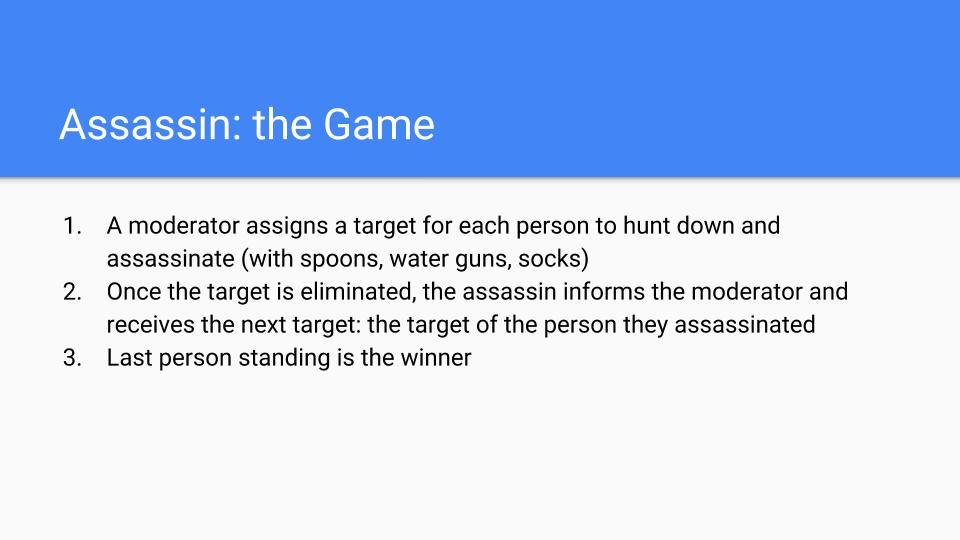 Assassin: the Game
1. A moderator assigns a target for each person to hunt down and
assassinate (with spoons, water guns, socks)
2. Once the target is eliminated, the assassin informs the moderator and
receives the next target: the target of the person they assassinated
3. Last person standing is the winner